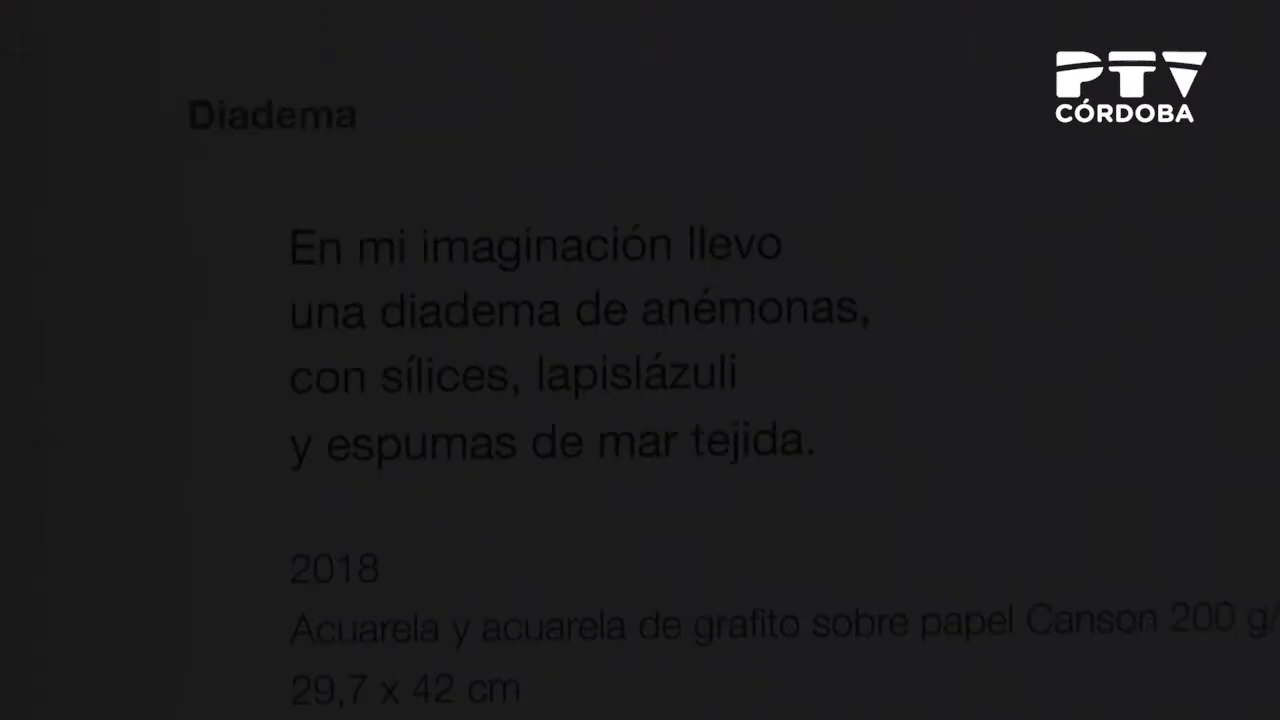 PTV
CÓRDOBA
Diadema
En mi imaginación llevo
una diadema de anémonas,
con sílices, lapislázuli
y espumas de mar tejida.
2018
Acuarela y acuarela de grafito sobre papel Canson 200 g
29,7 x 42 cm